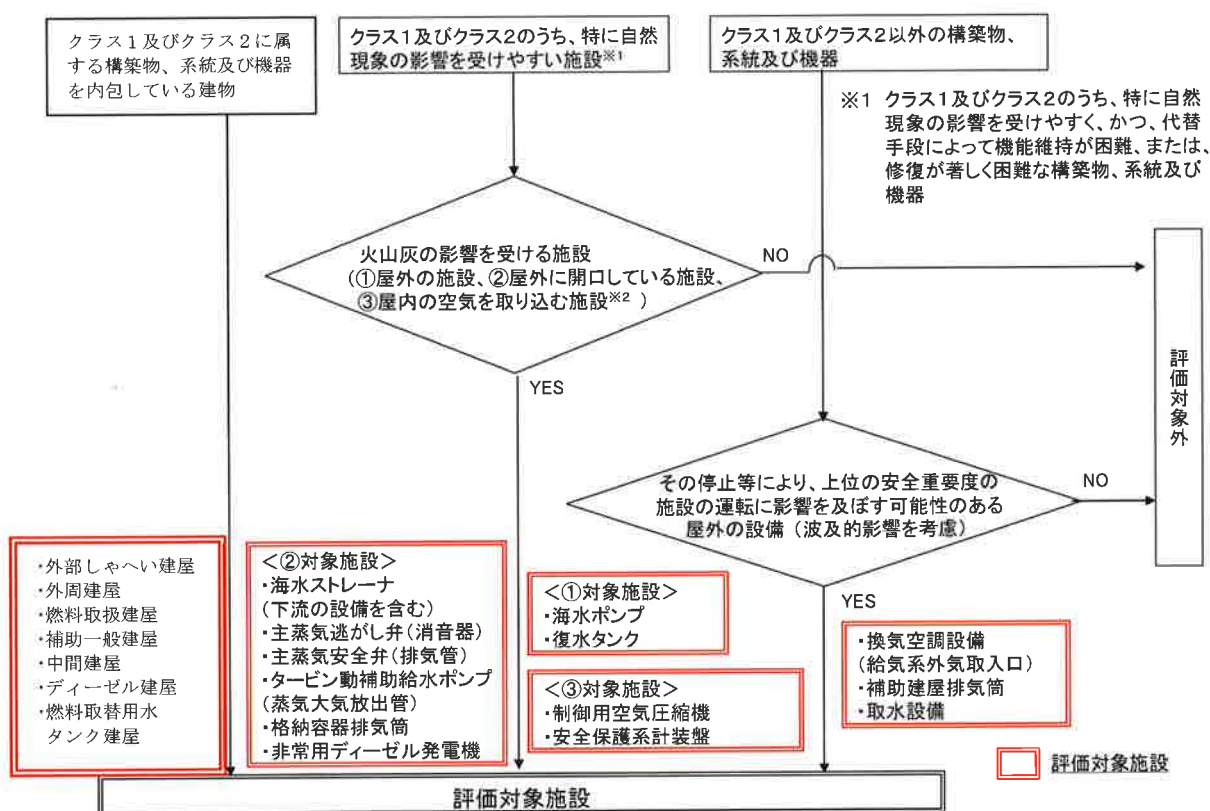 クラス1及びクラス2に属
する構築物、系統及び機器
を内包している建物
クラス1及びクラス2のうち、特に自然
現象の影響を受けやすい施設※1
クラス1及びクラス2以外の構築物、
系統及び機器
※1 クラス1及びクラス2のうち、特に自然
現象の影響を受けやすく、かつ、代替
手段によって機能維持が困難、または、
修復が著しく困難な構築物、系統及び
機器
火山灰の影響を受ける施設
(①屋外の施設、②屋外に開口している施設、
③屋内の空気を取り込む施設※2 )
NO
YES
評価対象外
その停止等により、上位の安全重要度の
施設の運転に影響を及ぼす可能性のある
屋外の設備(波及的影響を考慮)
NO
YES
・外部しゃへい建屋
・外周建屋
・燃料取扱建屋
・補助一般建屋
・中間建屋
・ディーゼル建屋
・燃料取替用水
タンク建屋
<②対象施設>
・海水ストレーナ
(下流の設備を含む)
・主蒸気逃がし弁(消音器)
・主蒸気安全弁(排気管)
・タービン動補助給水ポンプ
(蒸気大気放出管)
・格納容器排気筒
・非常用ディーゼル発電機
<①対象施設>
・海水ポンプ
・復水タンク
<③対象施設>
・制御用空気圧縮機
・安全保護系計装盤
・換気空調設備
(給気系外気取入口)
・補助建屋排気筒
・取水設備
評価対象施設
評価対象施設